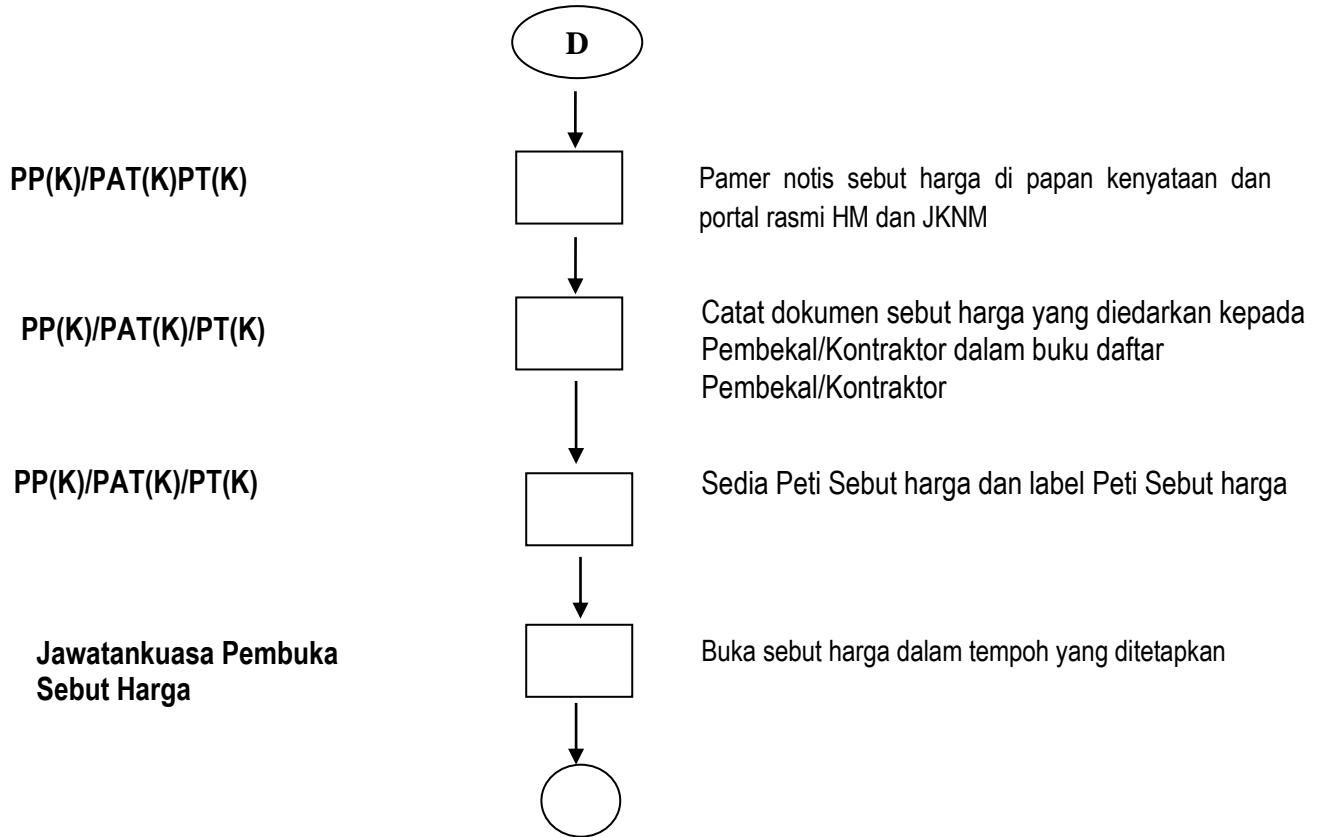 D
PP(K)/PAT(K)PT(K)
Pamer notis sebut harga di papan kenyataan dan
portal rasmi HM dan JKNM
PP(K)/PAT(K)/PT(K)
Catat dokumen sebut harga yang diedarkan kepada
Pembekal/Kontraktor dalam buku daftar
Pembekal/Kontraktor
PP(K)/PAT(K)/PT(K)
Sedia Peti Sebut harga dan label Peti Sebut harga
Jawatankuasa Pembuka
Sebut Harga
Buka sebut harga dalam tempoh yang ditetapkan